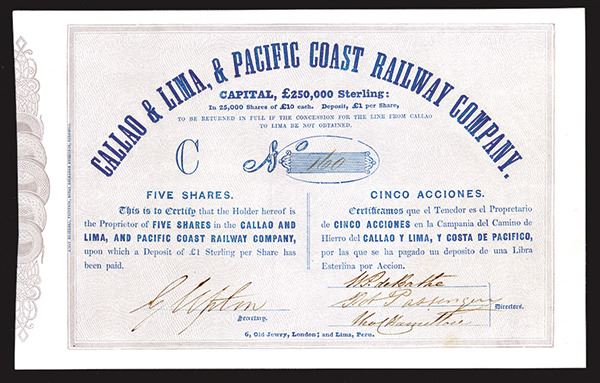 CALLAO & LIMA, & PACIFIC COAST RAILWAY COMPANY.
CAPITAL, £250,000 Sterling:
In 25,000 Shares of £10 each. Deposit, £1 per Share,
TO BE RETURNED IN FULL IF THE CONCESSION FOR THE LINE FROM CALLAO
TO LIMA BE NOT OBTAINED.
C No 160
FIVE SHARES.
This is to Certify that the Holder hereof is
the Proprietor of FIVE SHARES in the CALLAO AND
LIMA, AND PACIFIC COAST RAILWAY COMPANY,
upon which a Deposit of £1 Sterling per Share has
been paid.
Secretary.
CINCO ACCIONES.
Certificamos que el Tenedor es el Propretario
de CINCO ACCIONES en la Campania del Camino de
Hierro del CALLAO Y LIMA, Y COSTA DE PACIFICO,
por las que se ha pagado un deposito de una Libra
Esterlina por Accion.
Directors.
6, Old Jewry, London; and Lima, Peru.